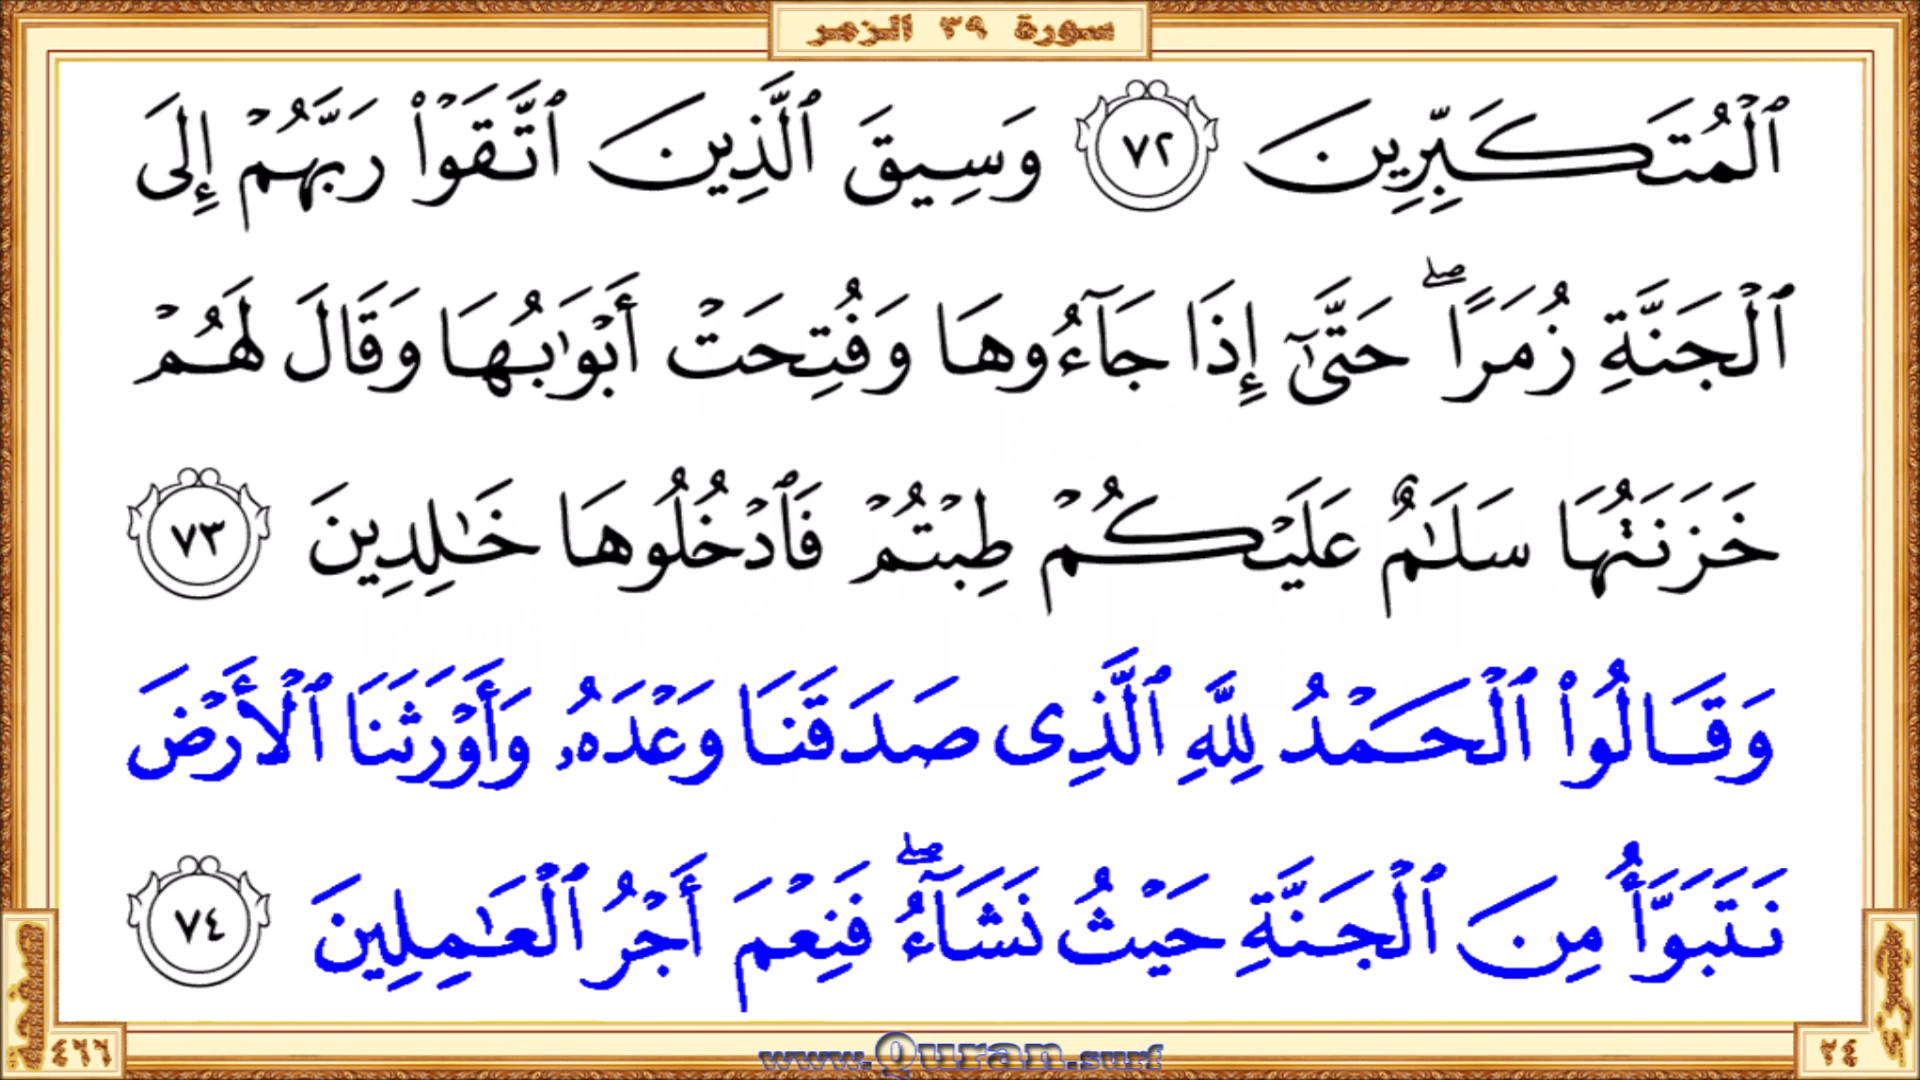 سورة ٣٩ الزمر
ٱلْمُتَكَبِّرِينَ ٧٢ وَسِيقَ ٱلَّذِينَ ٱتَّقَوْا۟ رَبَّهُمْ إِلَى
ٱلْجَنَّةِ زُمَرًا ۖ حَتَّىٰٓ إِذَا جَآءُوهَا وَفُتِحَتْ أَبْوَٰبُهَا وَقَالَ لَهُمْ
خَزَنَتُهَا سَلَـٰمٌ عَلَيْكُمْ طِبْتُمْ فَٱدْخُلُوهَا خَـٰلِدِينَ ٧٣
وَقَالُوا۟ ٱلْحَمْدُ لِلَّهِ ٱلَّذِى صَدَقَنَا وَعْدَهُۥ وَأَوْرَثَنَا ٱلْأَرْضَ
نَتَبَوَّأُ مِنَ ٱلْجَنَّةِ حَيْثُ نَشَآءُ ۖ فَنِعْمَ أَجْرُ ٱلْعَـٰمِلِينَ ٧٤
صفحة ٤٦٦
www.Quran.surf
٢٤